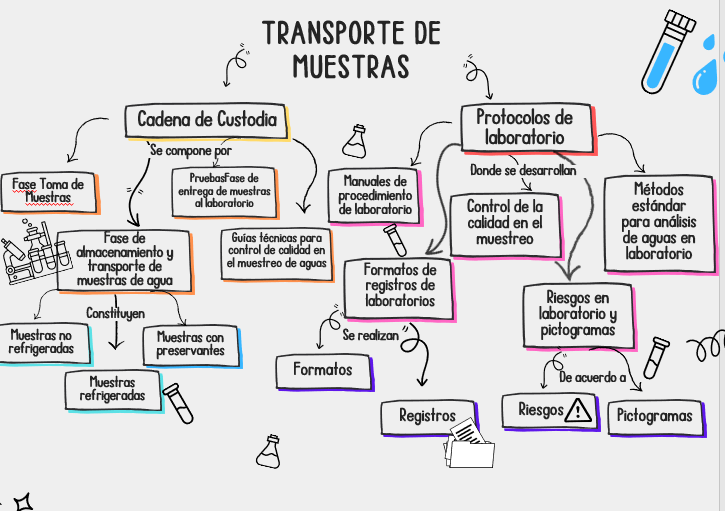 TRANSPORTE DE
MUESTRAS
Cadena de Custodia
Protocolos de
laboratorio
Se compone por
Donde se desarrollan
Fase Toma de
Muestras
PruebasFase de
entrega de muestras
al laboratorio
Manuales de
procedimiento
de laboratorio
Control de la
calidad en el
muestreo
Métodos
estándar
para análisis
de aguas en
laboratorio
Fase de
almacenamiento y
transporte de
muestras de agua
Guías técnicas para
control de calidad en
el muestreo de aguas
Formatos de
registros de
laboratorios
Riesgos en
laboratorio y
pictogramas
Constituyen
Muestras no
refrigeradas
Muestras con
preservantes
Muestras
refrigeradas
Se realizan
Formatos
Registros
De acuerdo a
Riesgos
Pictogramas